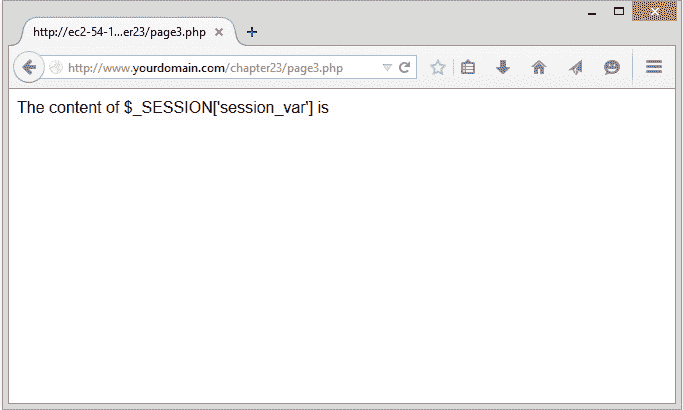 http://ec2-54-1...er23/page3.php
http://www.yourdomain.com/chapter23/page3.php
The content of $_SESSION['session_var'] is